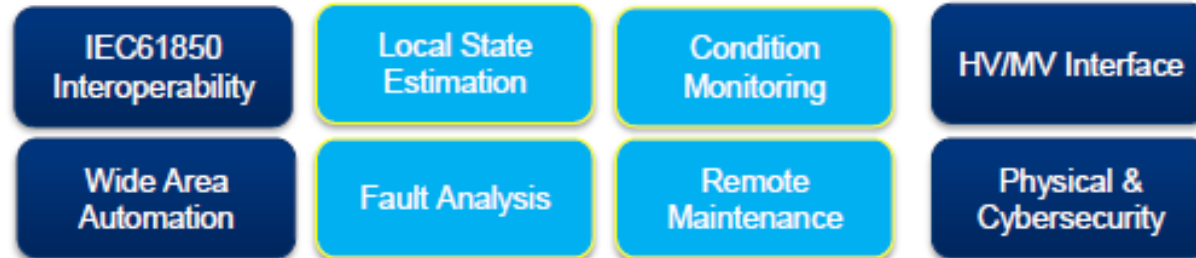 IEC61850
Interoperability
Local State
Estimation
Condition
Monitoring
HV/MV Interface
Wide Area
Automation
Fault Analysis
Remote
Maintenance
Physical &
Cybersecurity